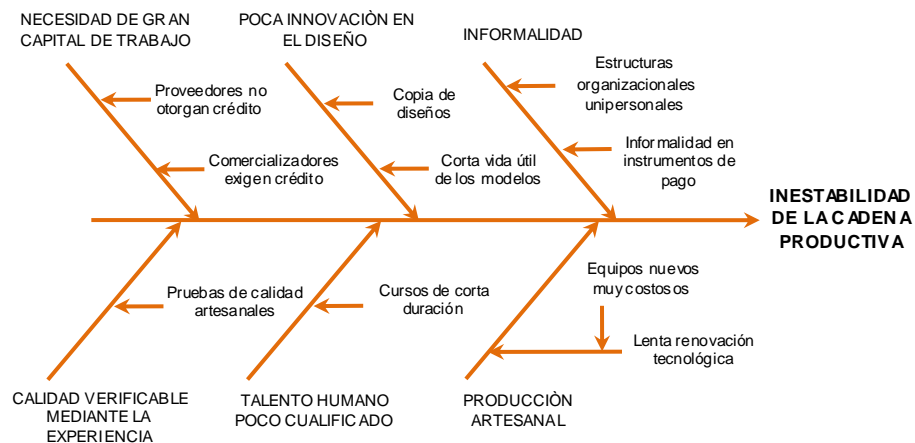 NECESIDAD DE GRAN
CAPITAL DE TRABAJO
POCA INNOVACIÒN EN
EL DISEÑO
INFORMALIDAD
Proveedores no
otorgan crédito
Comercializadores
exigen crédito
Copia de
diseños
Corta vida útil
de los modelos
Estructuras
organizacionales
unipersonales
Informalidad en
instrumentos de
pago
INESTABILIDAD
DE LA CADENA
PRODUCTIVA
Pruebas de calidad
artesanales
Cursos de corta
duración
Equipos nuevos
muy costosos
Lenta renovación
tecnológica
CALIDAD VERIFICABLE
MEDIANTE LA
EXPERIENCIA
TALENTO HUMANO
POCO CUALIFICADO
PRODUCCIÒN
ARTESANAL